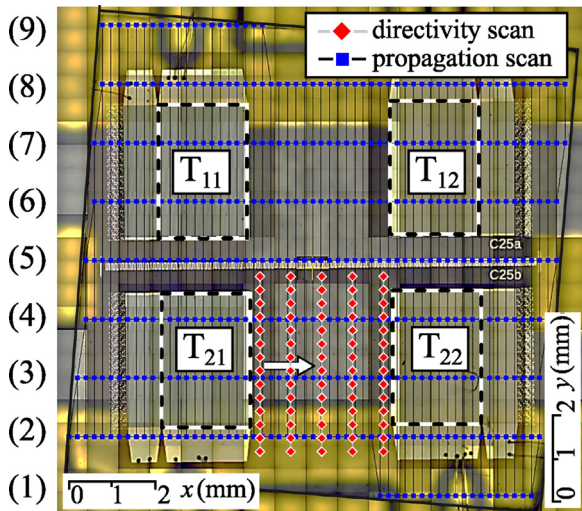 (9)
directivity scan
propagation scan
(8)
(7)
T11
T12
(6)
C25a
(5)
C25b
(4)
T21
T22
(3)
(2)
(1)
0 1 2 x (mm)
0 1 2 y (mm)